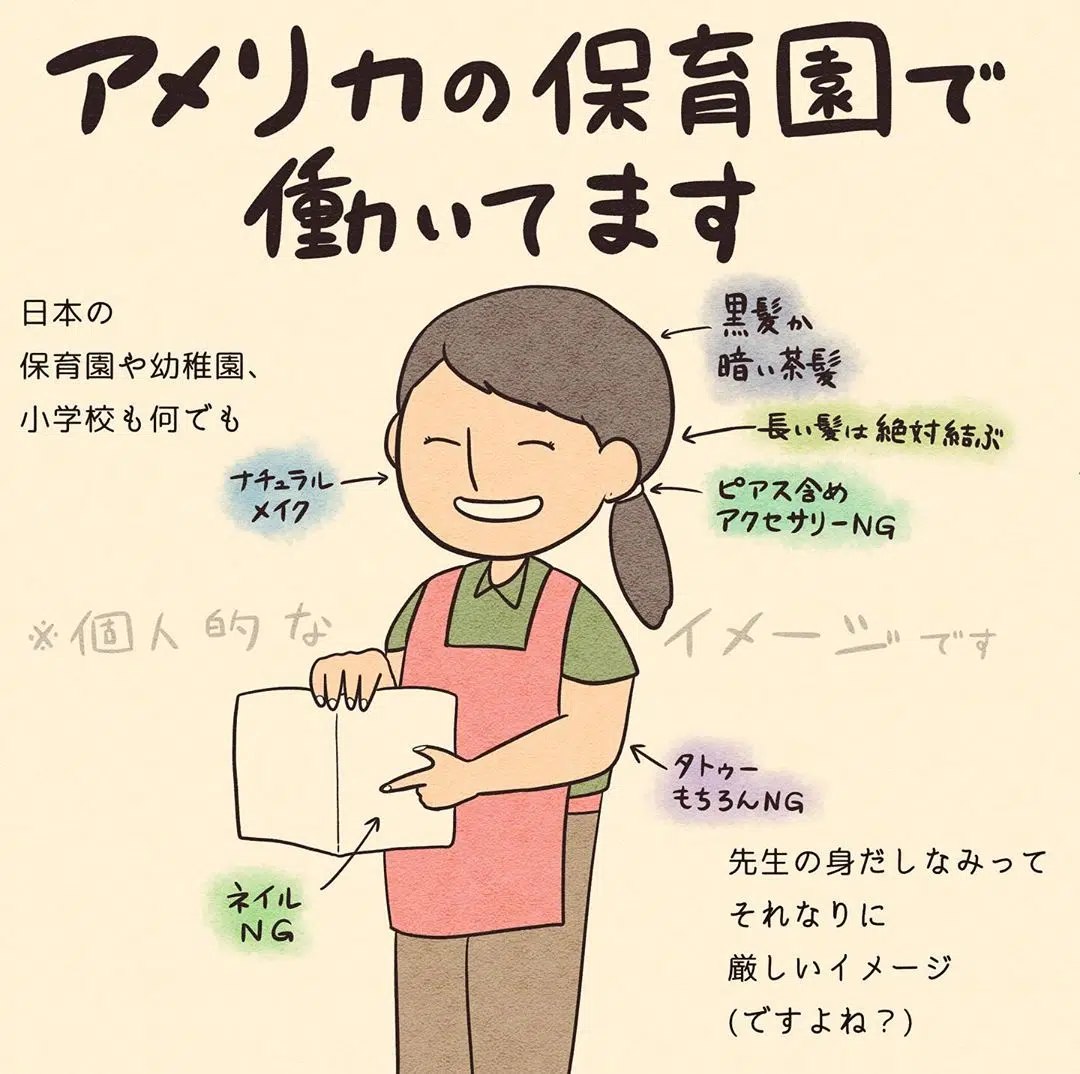 アメリカの保育園で
働いてます
日本の
保育園や幼稚園、
小学校も何でも
黒髪か
暗い茶髪
長い髪は絶対結ぶ
ナチュラル
メイク
ピアス含め
アクセサリーNG
※個人的な イメージです
タトゥー
もちろんNG
ネイル
NG
先生の身だしなみって
それなりに
厳しいイメージ
(ですよね?)